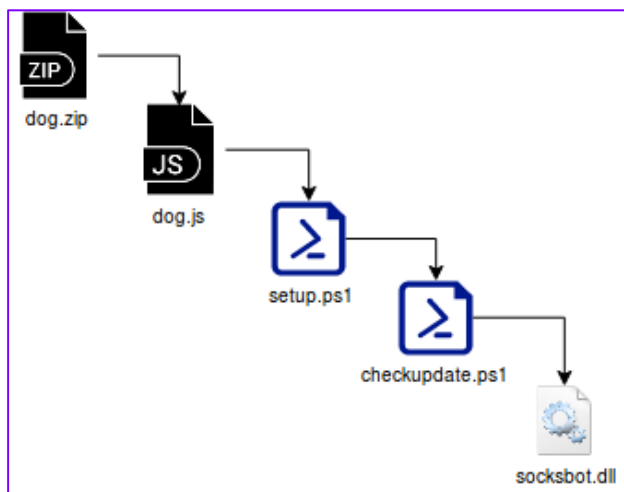 ZIP
dog.zip
JS
dog.js
setup.ps1
checkupdate.ps1
socksbot.dll